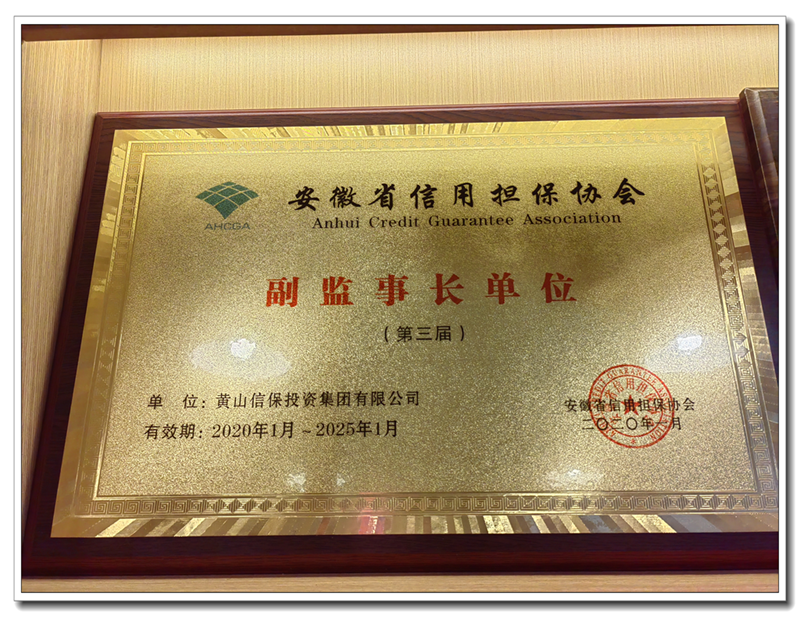 安徽省信用担保协会
AHCGA
Anhui Credit Guarantee Association
副监事长单位
（第三届）
单 位：黄山信保投资集团有限公司
有效期：2020年1月～2025年1月
安徽省信用担保协会
二〇二〇年一月